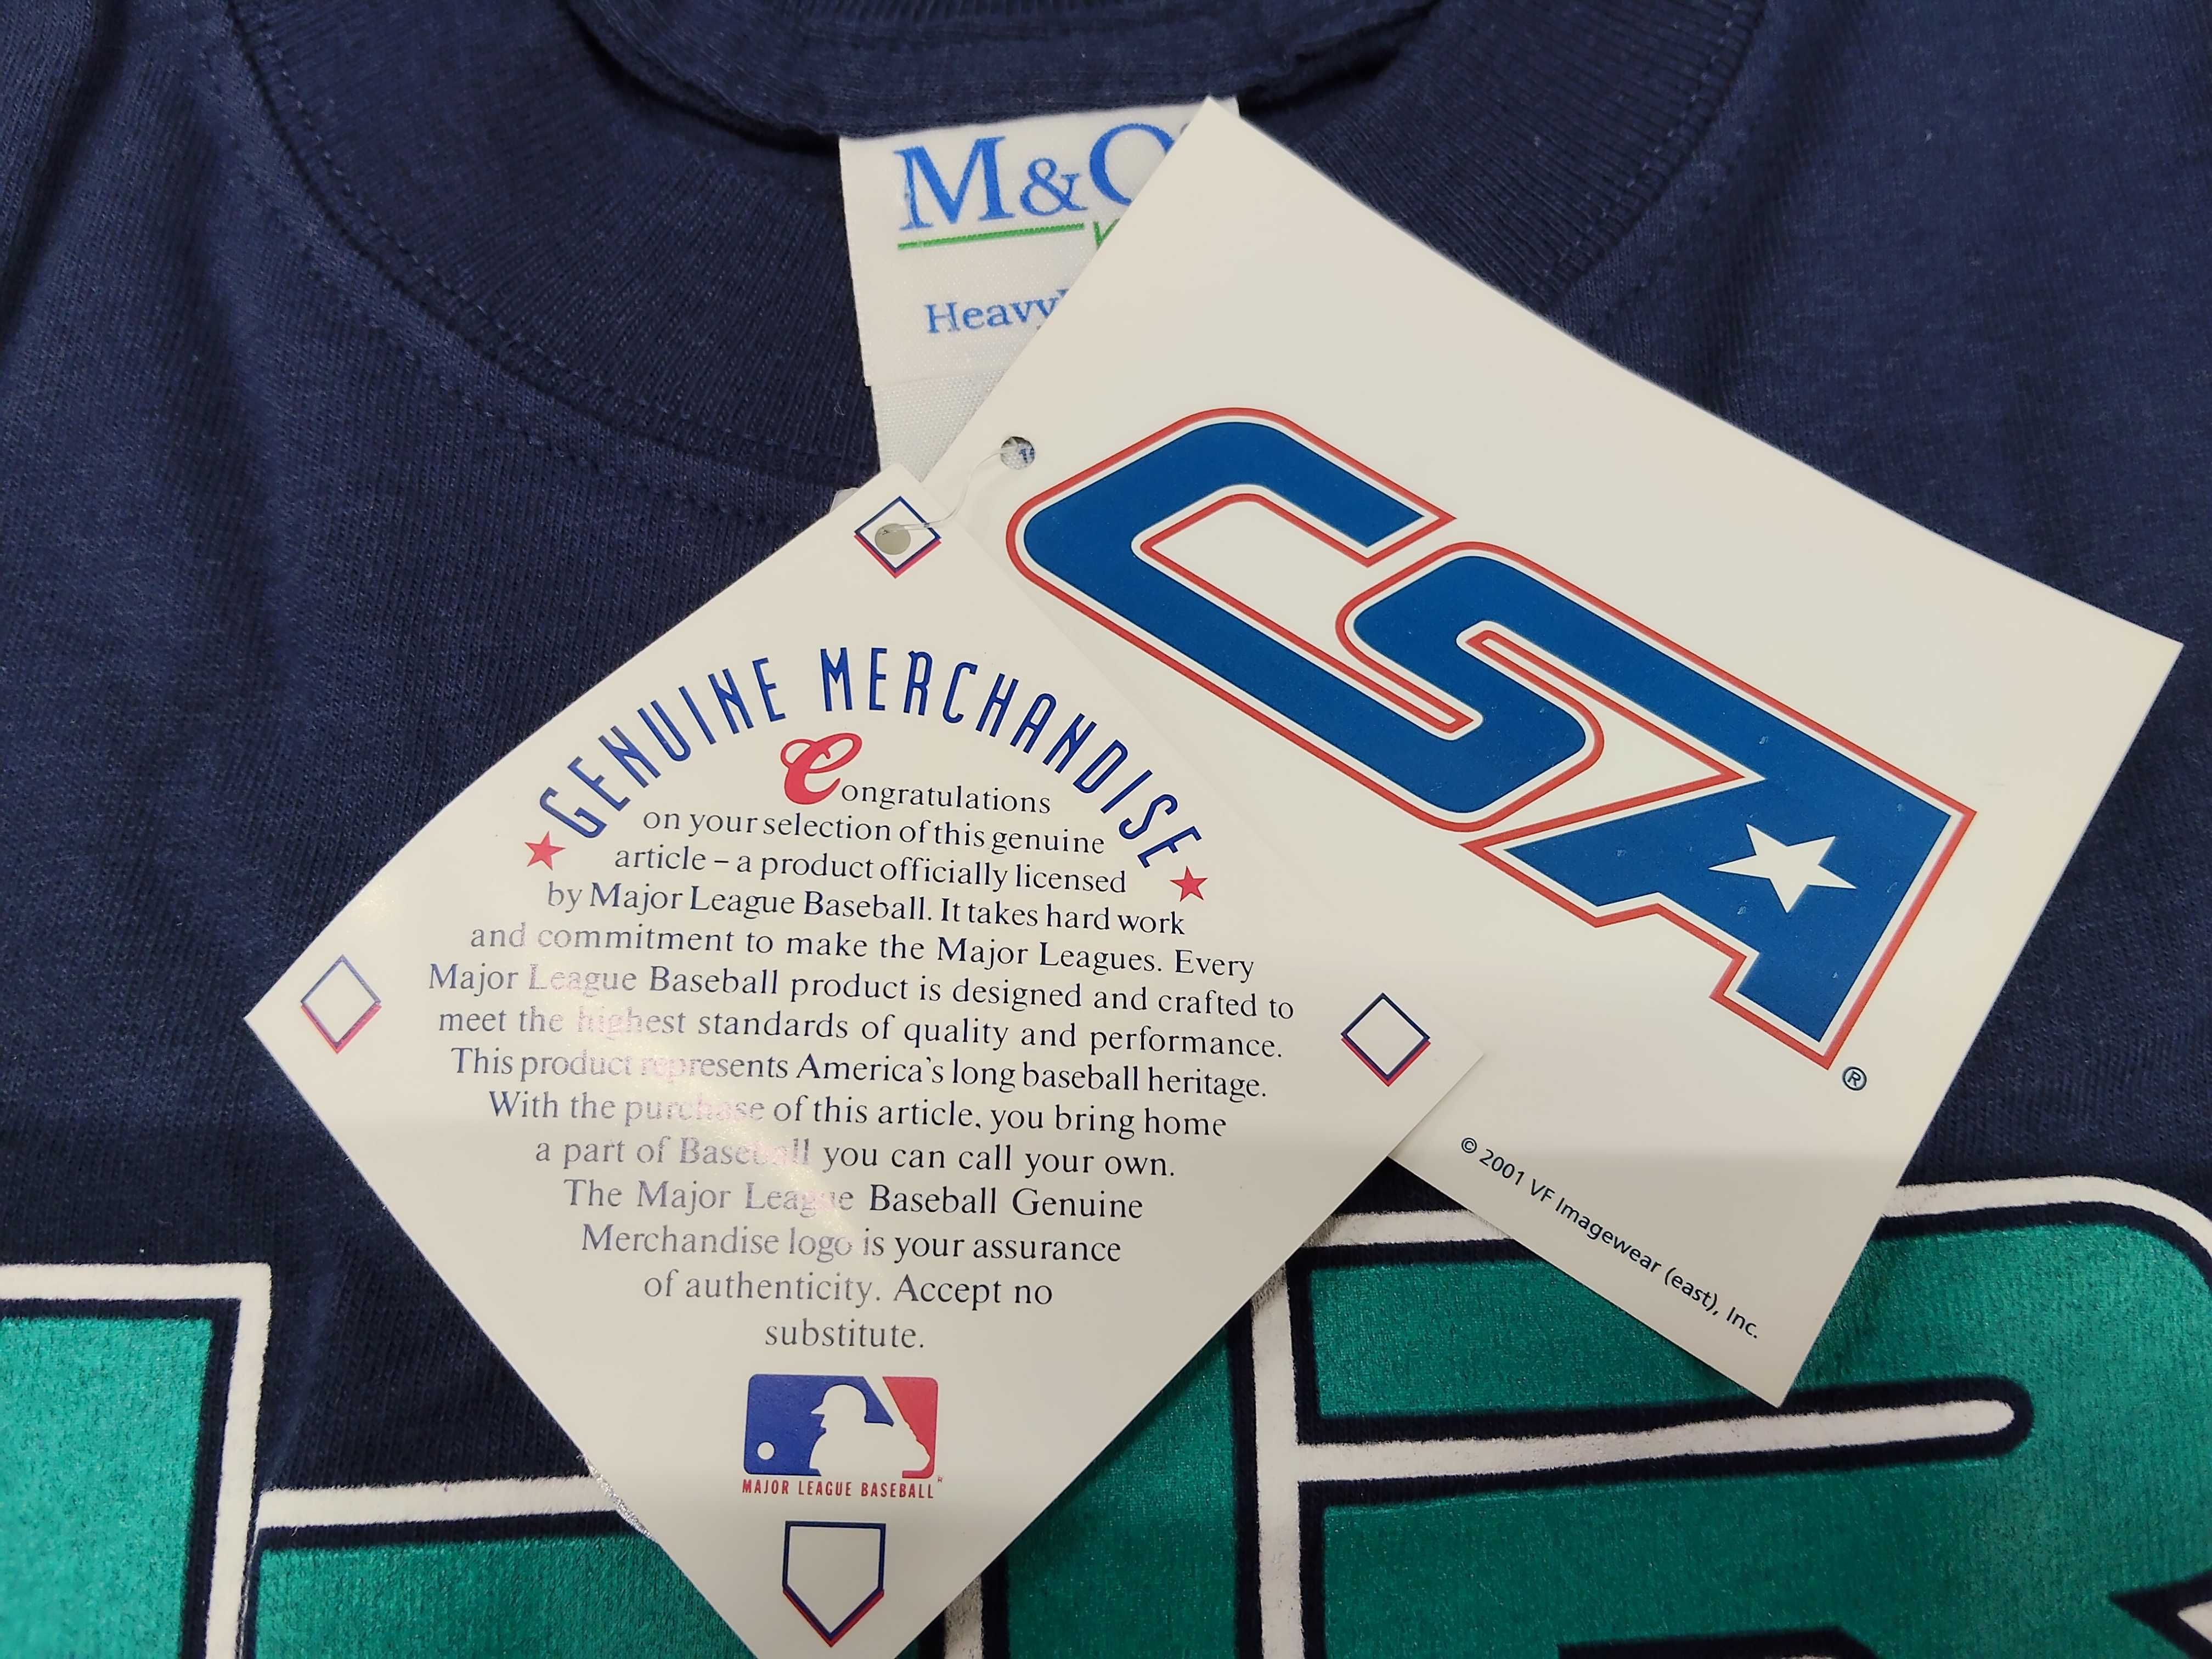 M&O
Heavy
CSA
®
© 2001 VF Imagewear (east), Inc.
GENUINE MERCHANDISE
Congratulations
on your selection of this genuine
article – a product officially licensed
by Major League Baseball. It takes hard work
and commitment to make the Major Leagues. Every
Major League Baseball product is designed and crafted to
meet the highest standards of quality and performance.
This product represents America's long baseball heritage.
With the purchase of this article, you bring home
a part of Baseball you can call your own.
The Major League Baseball Genuine
Merchandise logo is your assurance
of authenticity. Accept no
substitute.
MAJOR LEAGUE BASEBALL